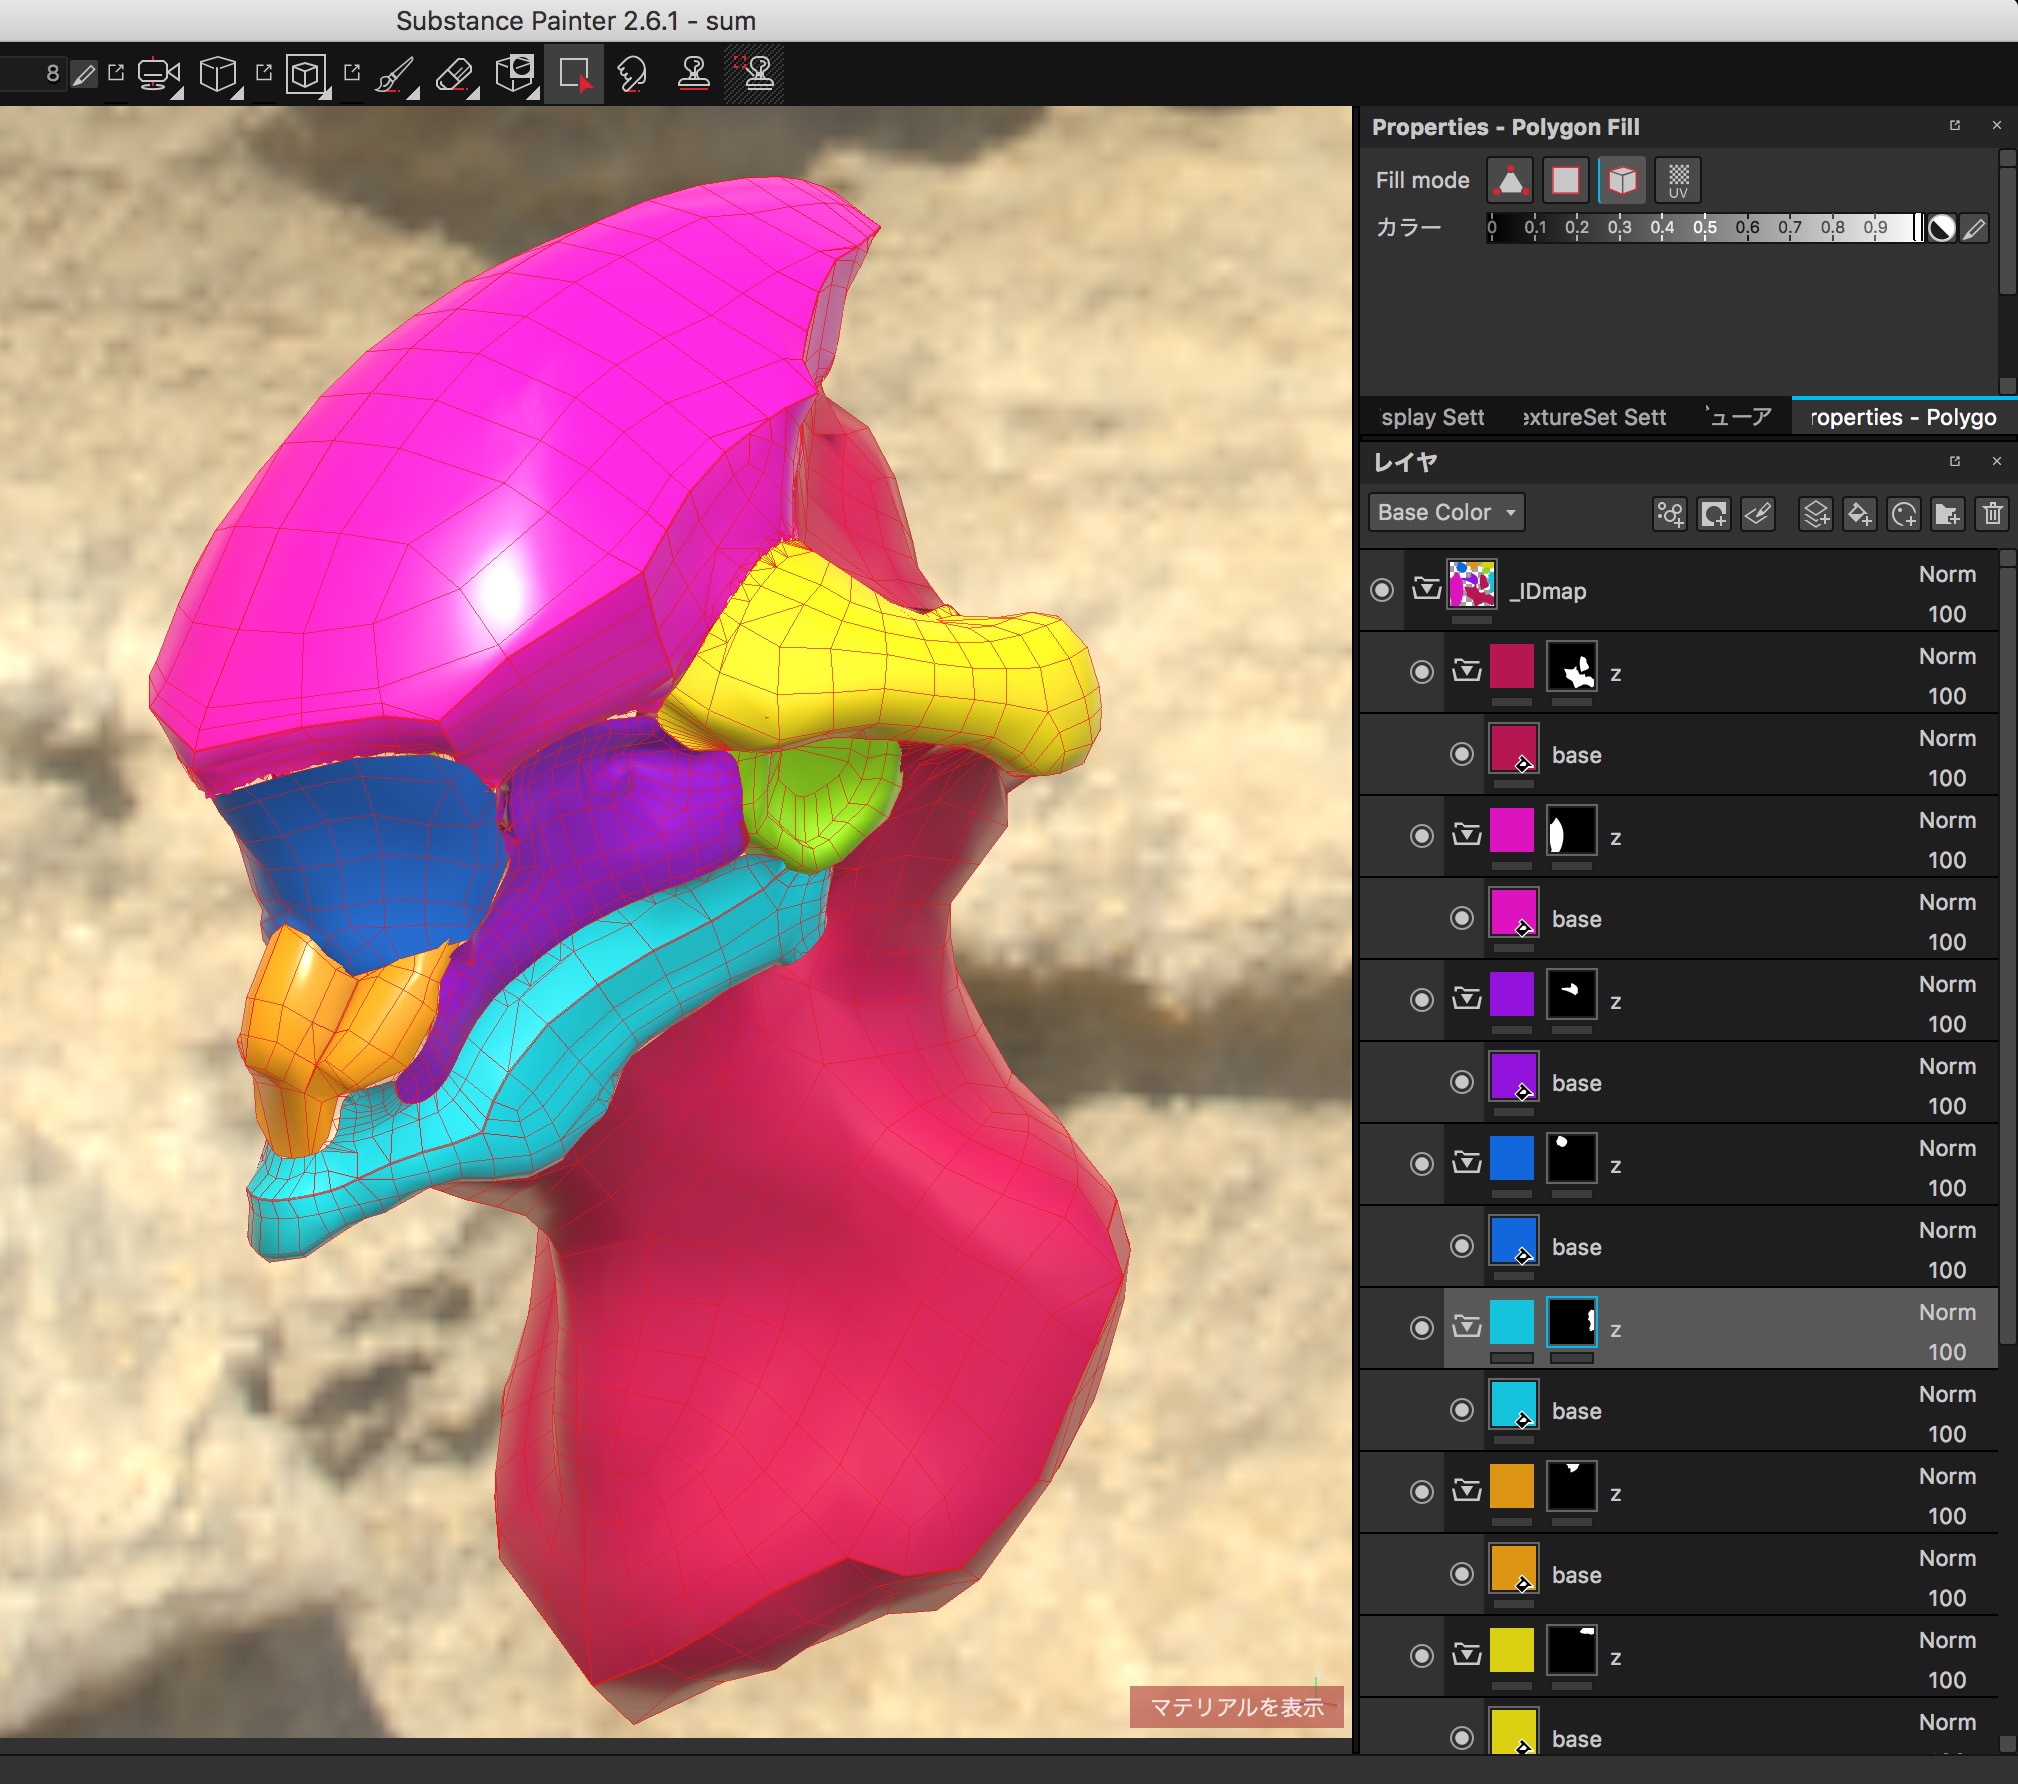 Substance Painter 2.6.1 - sum
8
Properties - Polygon Fill
Fill mode
UV
カラー
0 0.1 0.2 0.3 0.4 0.5 0.6 0.7 0.8 0.9
splay Sett extureSet Sett ューア roperties - Polygo
レイヤ
Base Color
_IDmap Norm
100
z Norm
100
base Norm
100
z Norm
100
base Norm
100
z Norm
100
base Norm
100
z Norm
100
base Norm
100
z Norm
100
base Norm
100
z Norm
100
base Norm
100
z Norm
100
base Norm
マテリアルを表示